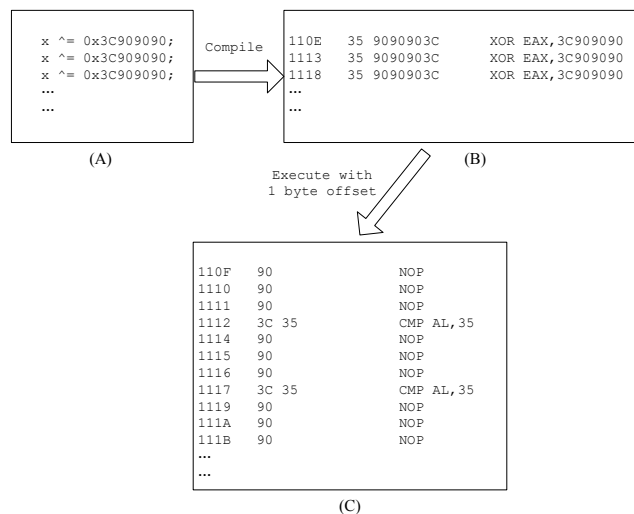 x ^= 0x3C909090;
x ^= 0x3C909090;
x ^= 0x3C909090;
...
...
(A)
Compile
110E 35 9090903C XOR EAX,3C909090
1113 35 9090903C XOR EAX,3C909090
1118 35 9090903C XOR EAX,3C909090
...
...
(B)
Execute with
1 byte offset
110F 90 NOP
1110 90 NOP
1111 90 NOP
1112 3C 35 CMP AL,35
1114 90 NOP
1115 90 NOP
1116 90 NOP
1117 3C 35 CMP AL,35
1119 90 NOP
111A 90 NOP
111B 90 NOP
...
...
(C)